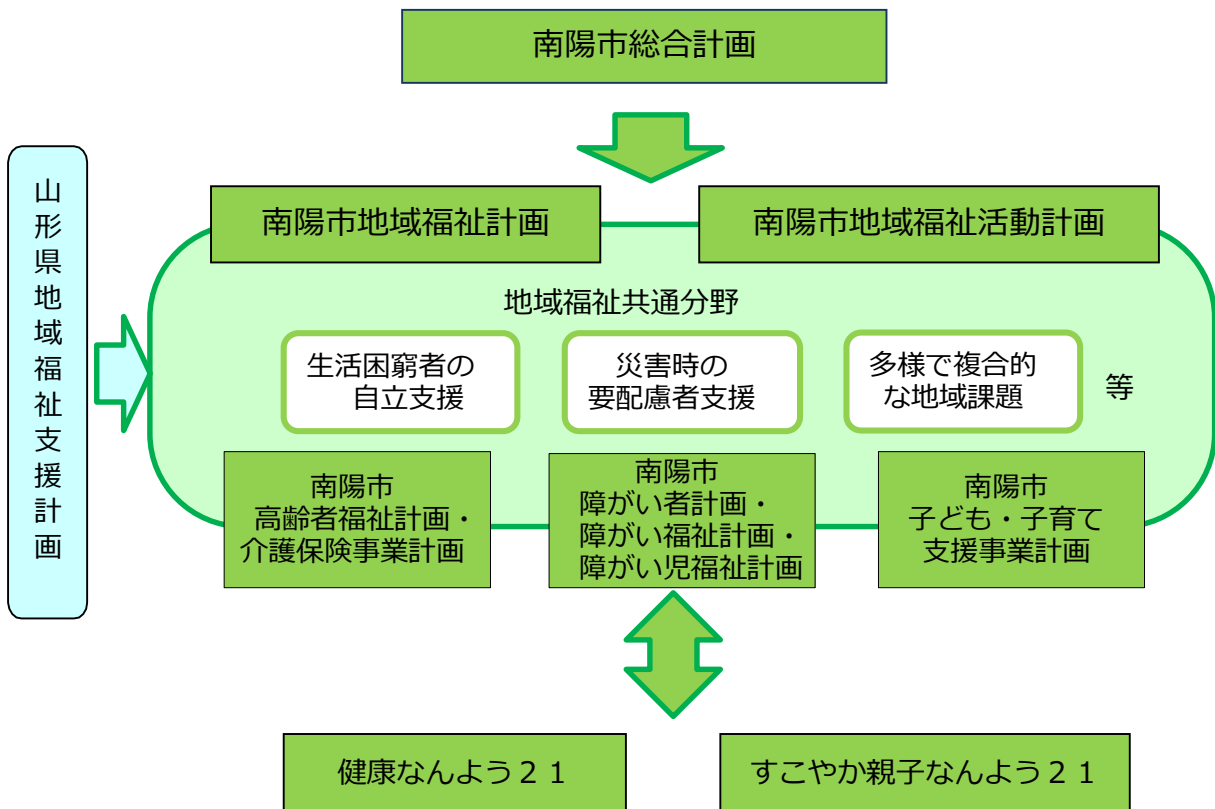 南陽市総合計画
山形県地域福祉支援計画
南陽市地域福祉計画
南陽市地域福祉活動計画
地域福祉共通分野
生活困窮者の
自立支援
災害時の
要配慮者支援
多様で複合的
な地域課題
等
南陽市
高齢者福祉計画・
介護保険事業計画
南陽市
障がい者計画・
障がい福祉計画・
障がい児福祉計画
南陽市
子ども・子育て
支援事業計画
健康なんよう２１
すこやか親子なんよう２１